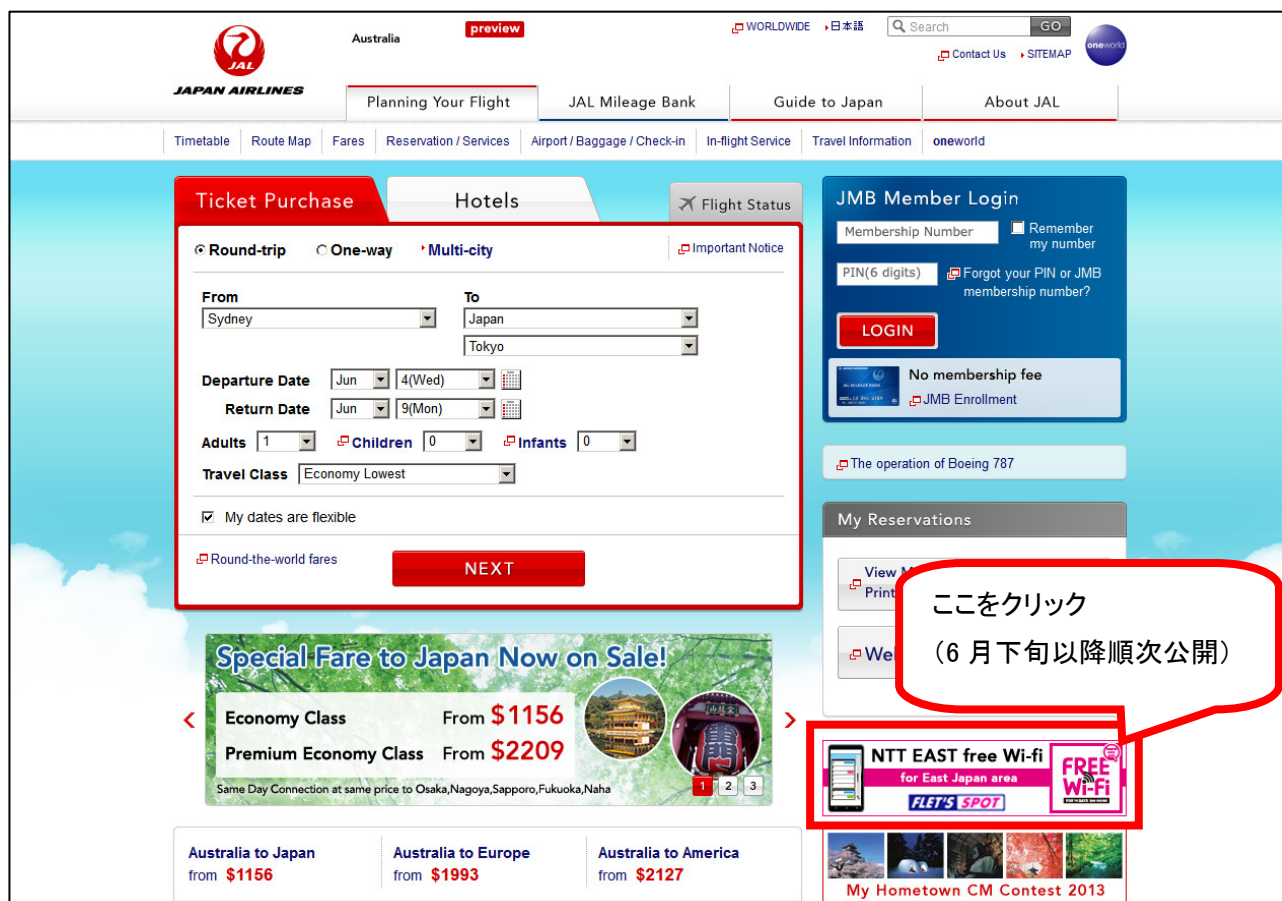 JAL
JAPAN AIRLINES
Australia
preview
WORLDWIDE
日本語
Search
GO
Contact Us
SITEMAP
oneworld
Planning Your Flight
JAL Mileage Bank
Guide to Japan
About JAL
Timetable
Route Map
Fares
Reservation / Services
Airport / Baggage / Check-in
In-flight Service
Travel Information
oneworld
Ticket Purchase
Hotels
Flight Status
Round-trip
One-way
Multi-city
Important Notice
From
To
Sydney
Japan
Tokyo
Departure Date
Jun
4(Wed)
Return Date
Jun
9(Mon)
Adults
1
Children
0
Infants
0
Travel Class
Economy Lowest
My dates are flexible
Round-the-world fares
NEXT
JMB Member Login
Membership Number
Remember
my number
PIN(6 digits)
Forgot your PIN or JMB
membership number?
LOGIN
No membership fee
JMB Enrollment
The operation of Boeing 787
My Reservations
View
Print
ここをクリック
（6 月下旬以降順次公開）
Special Fare to Japan Now on Sale!
Economy Class From $1156
Premium Economy Class From $2209
Same Day Connection at same price to Osaka,Nagoya,Sapporo,Fukuoka,Naha
1
2
3
NTT EAST free Wi-fi
for East Japan area
FLET'S SPOT
FREE
Wi-Fi
Australia to Japan
from $1156
Australia to Europe
from $1993
Australia to America
from $2127
My Hometown CM Contest 2013